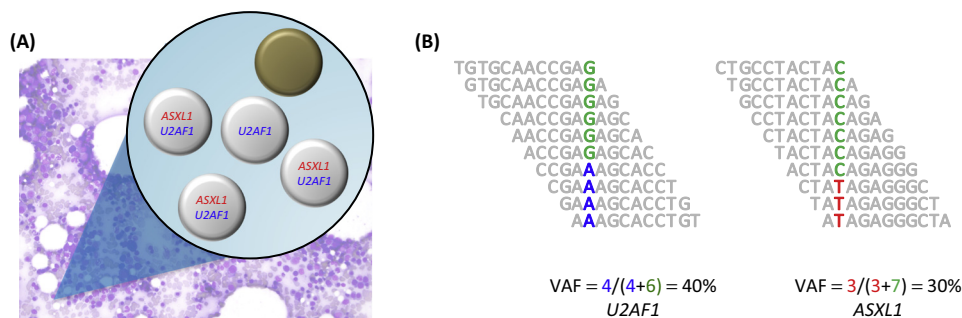 (A)
ASXL1
U2AF1
U2AF1
ASXL1
U2AF1
ASXL1
U2AF1
(B)
TGTGCAACCGAG
GTGCAACCGAGA
TGCAACCGAGAG
CAACCGAGAGC
AACCGAGAGCA
ACCGAGAGCAC
CCGAAAGCACC
CGAAAGCACCT
GAAAGCACCTG
AAAGCACCTGT
VAF = 4/(4+6) = 40%
U2AF1
CTGCCTACTAC
TGCCTACTACA
GCCTACTACAG
CCTACTACAGA
CTACTACAGAG
TACTACAGAGG
ACTACAGAGGG
CTATAGAGGGC
TATAGAGGGCT
ATAGAGGGCTA
VAF = 3/(3+7) = 30%
ASXL1